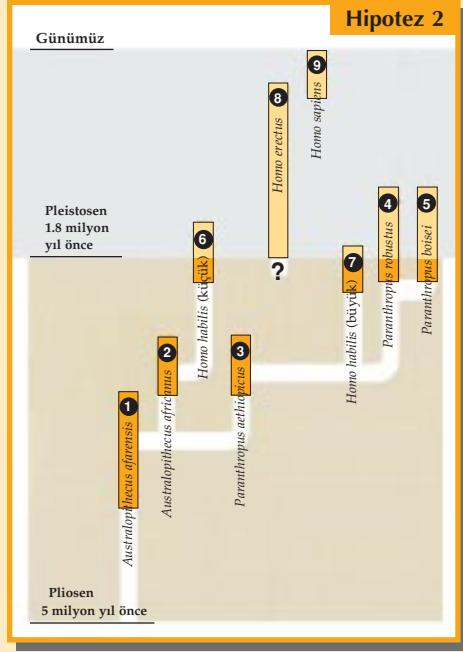 Hipotez 2
Günümüz
9
Homo sapiens
8
Homo erectus
Pleistosen
1.8 milyon
yıl önce
4
Paranthropus robustus
5
Paranthropus boisei
6
Homo habilis (küçük)
?
7
Homo habilis (büyük)
2
Australopithecus africanus
3
Paranthropus aethiopicus
1
Australopithecus afarensis
Pliosen
5 milyon yıl önce